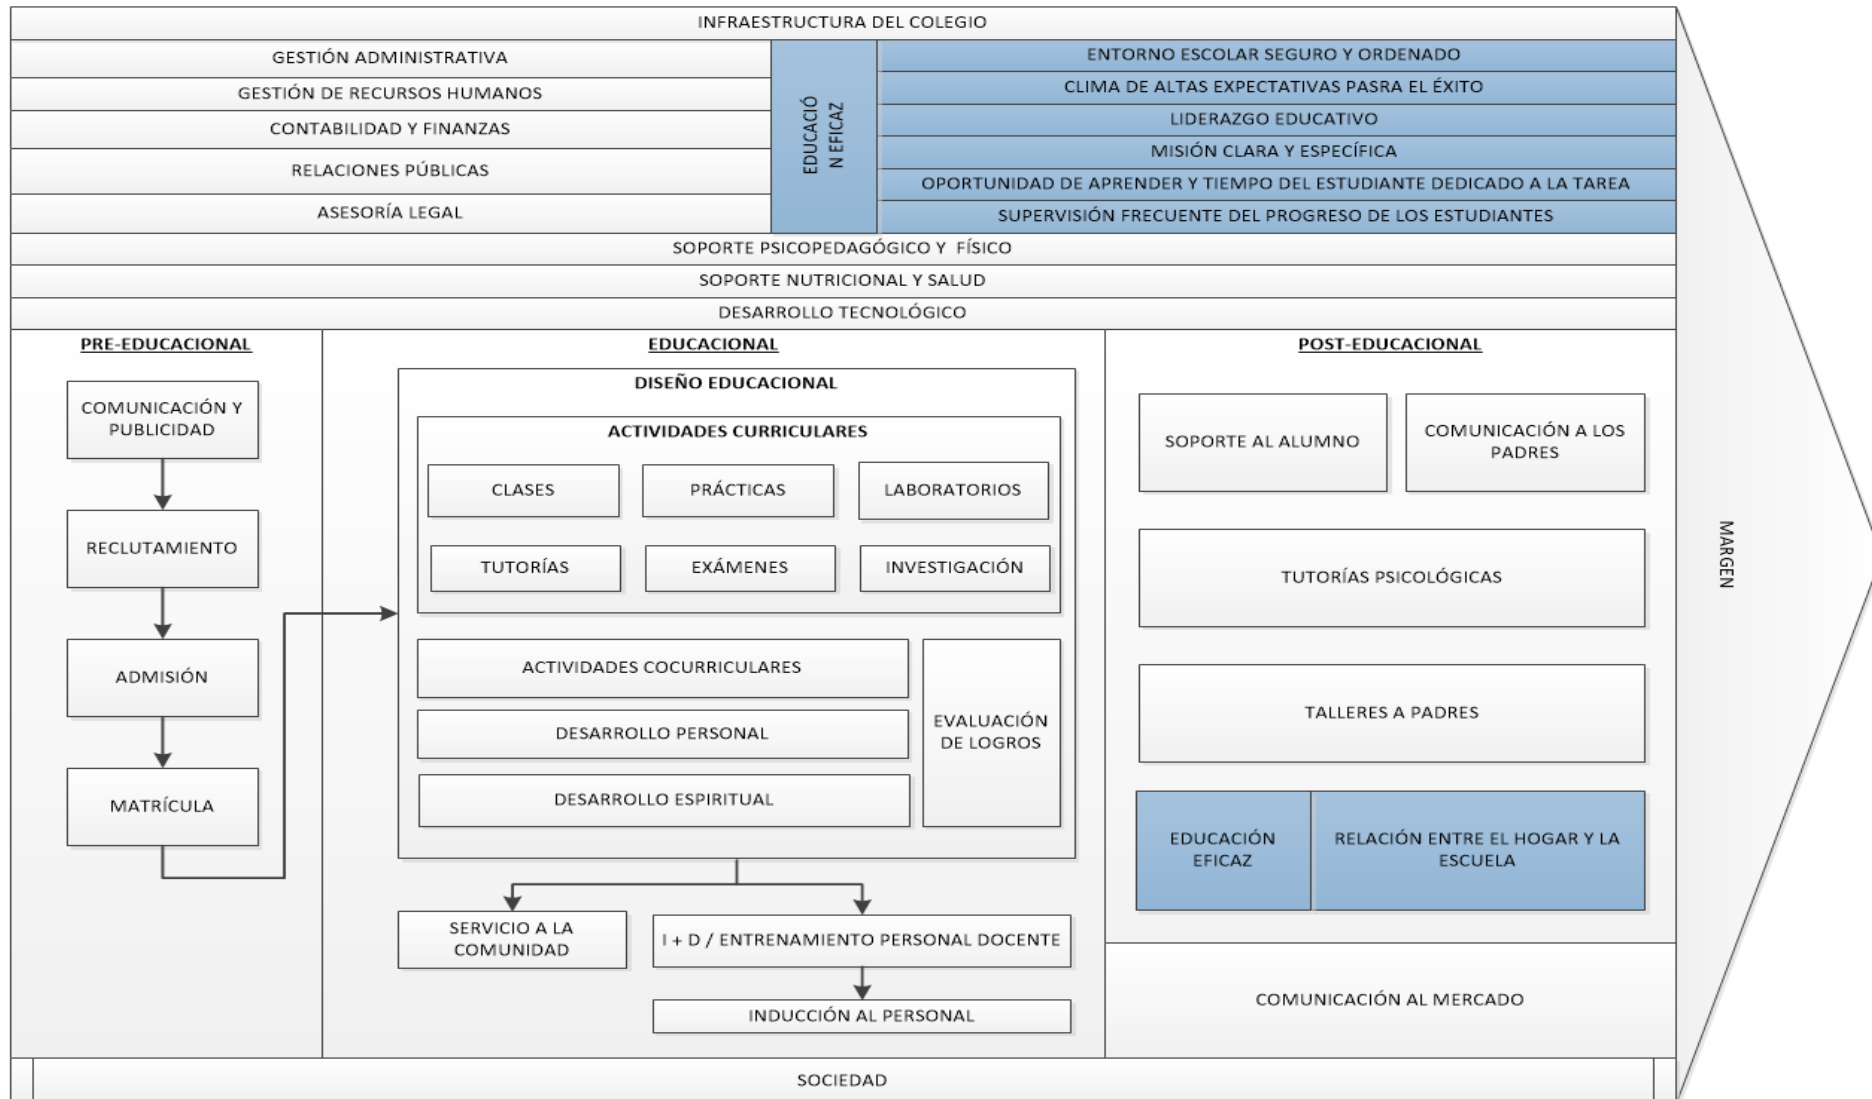 INFRAESTRUCTURA DEL COLEGIO
GESTIÓN ADMINISTRATIVA
GESTIÓN DE RECURSOS HUMANOS
CONTABILIDAD Y FINANZAS
RELACIONES PÚBLICAS
ASESORÍA LEGAL
EDUCACIÓ
N EFICAZ
ENTORNO ESCOLAR SEGURO Y ORDENADO
CLIMA DE ALTAS EXPECTATIVAS PASRA EL ÉXITO
LIDERAZGO EDUCATIVO
MISIÓN CLARA Y ESPECÍFICA
OPORTUNIDAD DE APRENDER Y TIEMPO DEL ESTUDIANTE DEDICADO A LA TAREA
SUPERVISIÓN FRECUENTE DEL PROGRESO DE LOS ESTUDIANTES
SOPORTE PSICOPEDAGÓGICO Y FÍSICO
SOPORTE NUTRICIONAL Y SALUD
DESARROLLO TECNOLÓGICO
PRE-EDUCACIONAL
COMUNICACIÓN Y
PUBLICIDAD
RECLUTAMIENTO
ADMISIÓN
MATRÍCULA
EDUCACIONAL
DISEÑO EDUCACIONAL
ACTIVIDADES CURRICULARES
CLASES
PRÁCTICAS
LABORATORIOS
TUTORÍAS
EXÁMENES
INVESTIGACIÓN
ACTIVIDADES COCURRICULARES
DESARROLLO PERSONAL
DESARROLLO ESPIRITUAL
EVALUACIÓN
DE LOGROS
SERVICIO A LA
COMUNIDAD
I + D / ENTRENAMIENTO PERSONAL DOCENTE
INDUCCIÓN AL PERSONAL
POST-EDUCACIONAL
SOPORTE AL ALUMNO
COMUNICACIÓN A LOS
PADRES
TUTORÍAS PSICOLÓGICAS
TALLERES A PADRES
EDUCACIÓN
EFICAZ
RELACIÓN ENTRE EL HOGAR Y LA
ESCUELA
COMUNICACIÓN AL MERCADO
MARGEN
SOCIEDAD